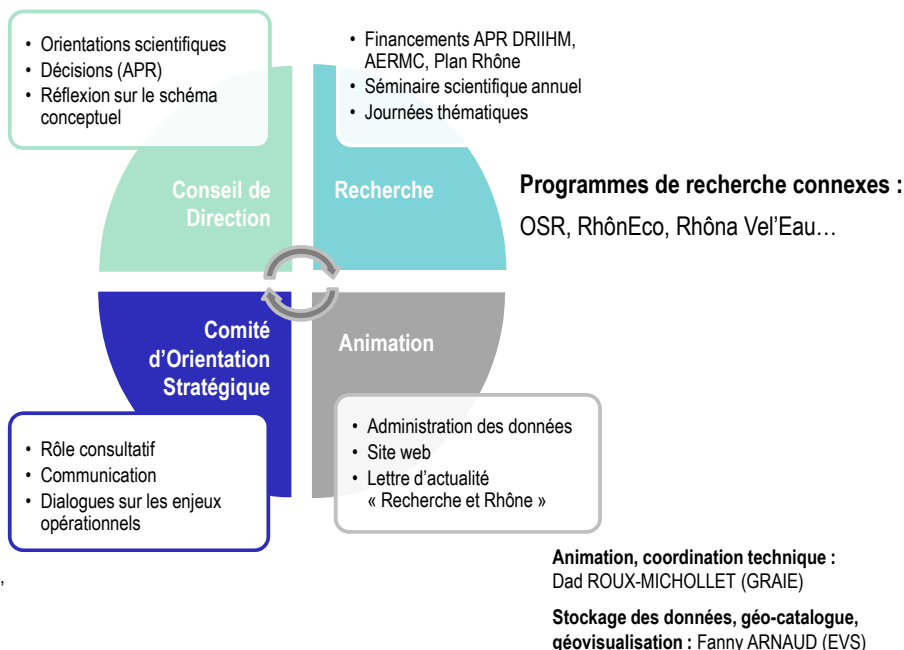 • Orientations scientifiques
• Décisions (APR)
• Réflexion sur le schéma
conceptuel
• Financements APR DRIIHM,
AERMC, Plan Rhône
• Séminaire scientifique annuel
• Journées thématiques
Conseil de
Direction
Recherche
Programmes de recherche connexes :
OSR, RhônEco, Rhôna Vel’Eau…
Comité
d’Orientation
Stratégique
Animation
• Rôle consultatif
• Communication
• Dialogues sur les enjeux
opérationnels
• Administration des données
• Site web
• Lettre d’actualité
« Recherche et Rhône »
,
Animation, coordination technique :
Dad ROUX-MICHOLLET (GRAIE)
Stockage des données, géo-catalogue,
géovisualisation : Fanny ARNAUD (EVS)